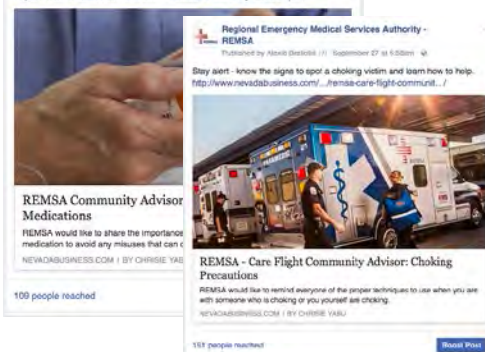 REMSA Community Advisor
Medications
REMSA would like to share the importance
medication to avoid any misuses that can
NEVADABUSINESS.COM | BY CHRISIE YABU
109 people reached
Regional Emergency Medical Services Authority -
REMSA
Published by
September 27 at
Stay alert - know the signs to spot a choking victim and learn how to help.
http://www.nevadabusiness.com/.../remsa-care-flight-communit.../
REMSA - Care Flight Community Advisor: Choking
Precautions
REMSA would like to remind everyone of the proper techniques to use when you are
with someone who is choking or you yourself are choking.
NEVADABUSINESS.COM | BY CHRISIE YABU
151 people reached
Boost Post